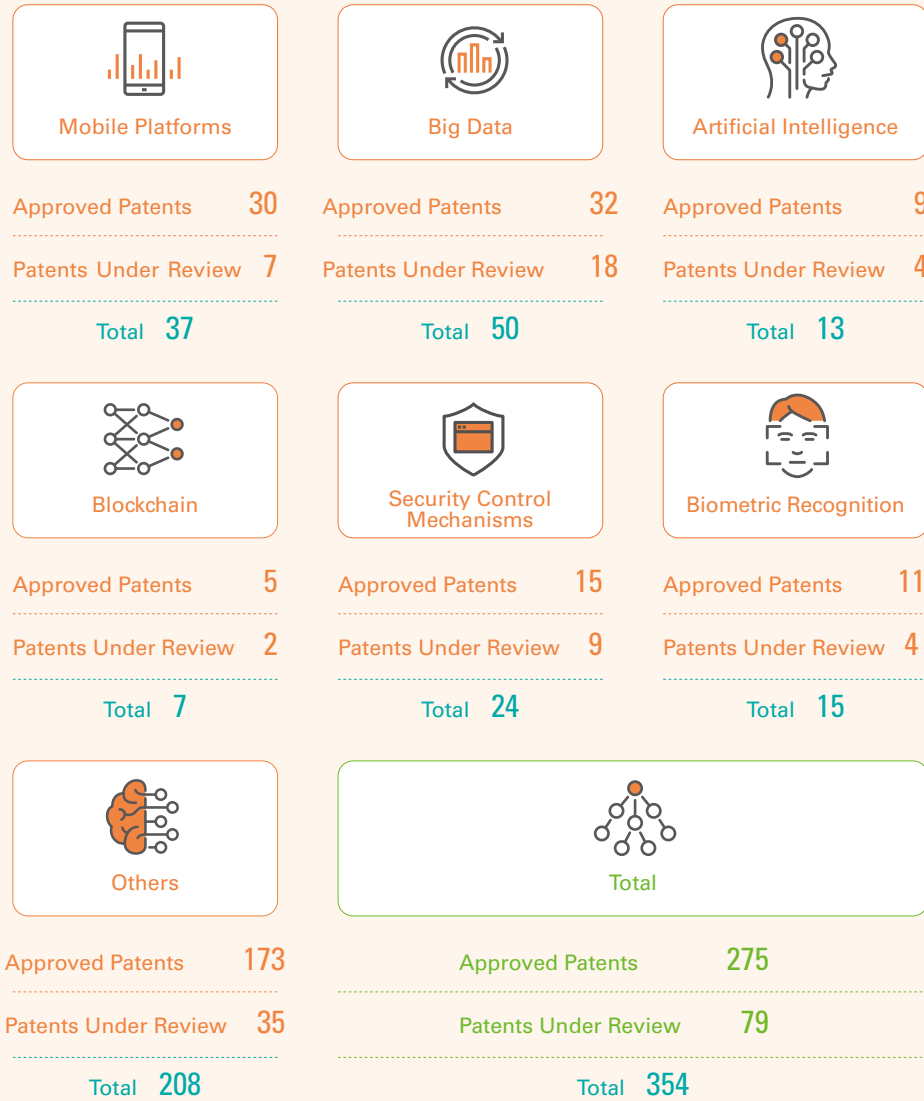 Mobile Platforms
Approved Patents 30
Patents Under Review 7
Total 37
Big Data
Approved Patents 32
Patents Under Review 18
Total 50
Artificial Intelligence
Approved Patents 9
Patents Under Review 4
Total 13
Blockchain
Approved Patents 5
Patents Under Review 2
Total 7
Security Control
Mechanisms
Approved Patents 15
Patents Under Review 9
Total 24
Biometric Recognition
Approved Patents 11
Patents Under Review 4
Total 15
Others
Approved Patents 173
Patents Under Review 35
Total 208
Total
Approved Patents 275
Patents Under Review 79
Total 354